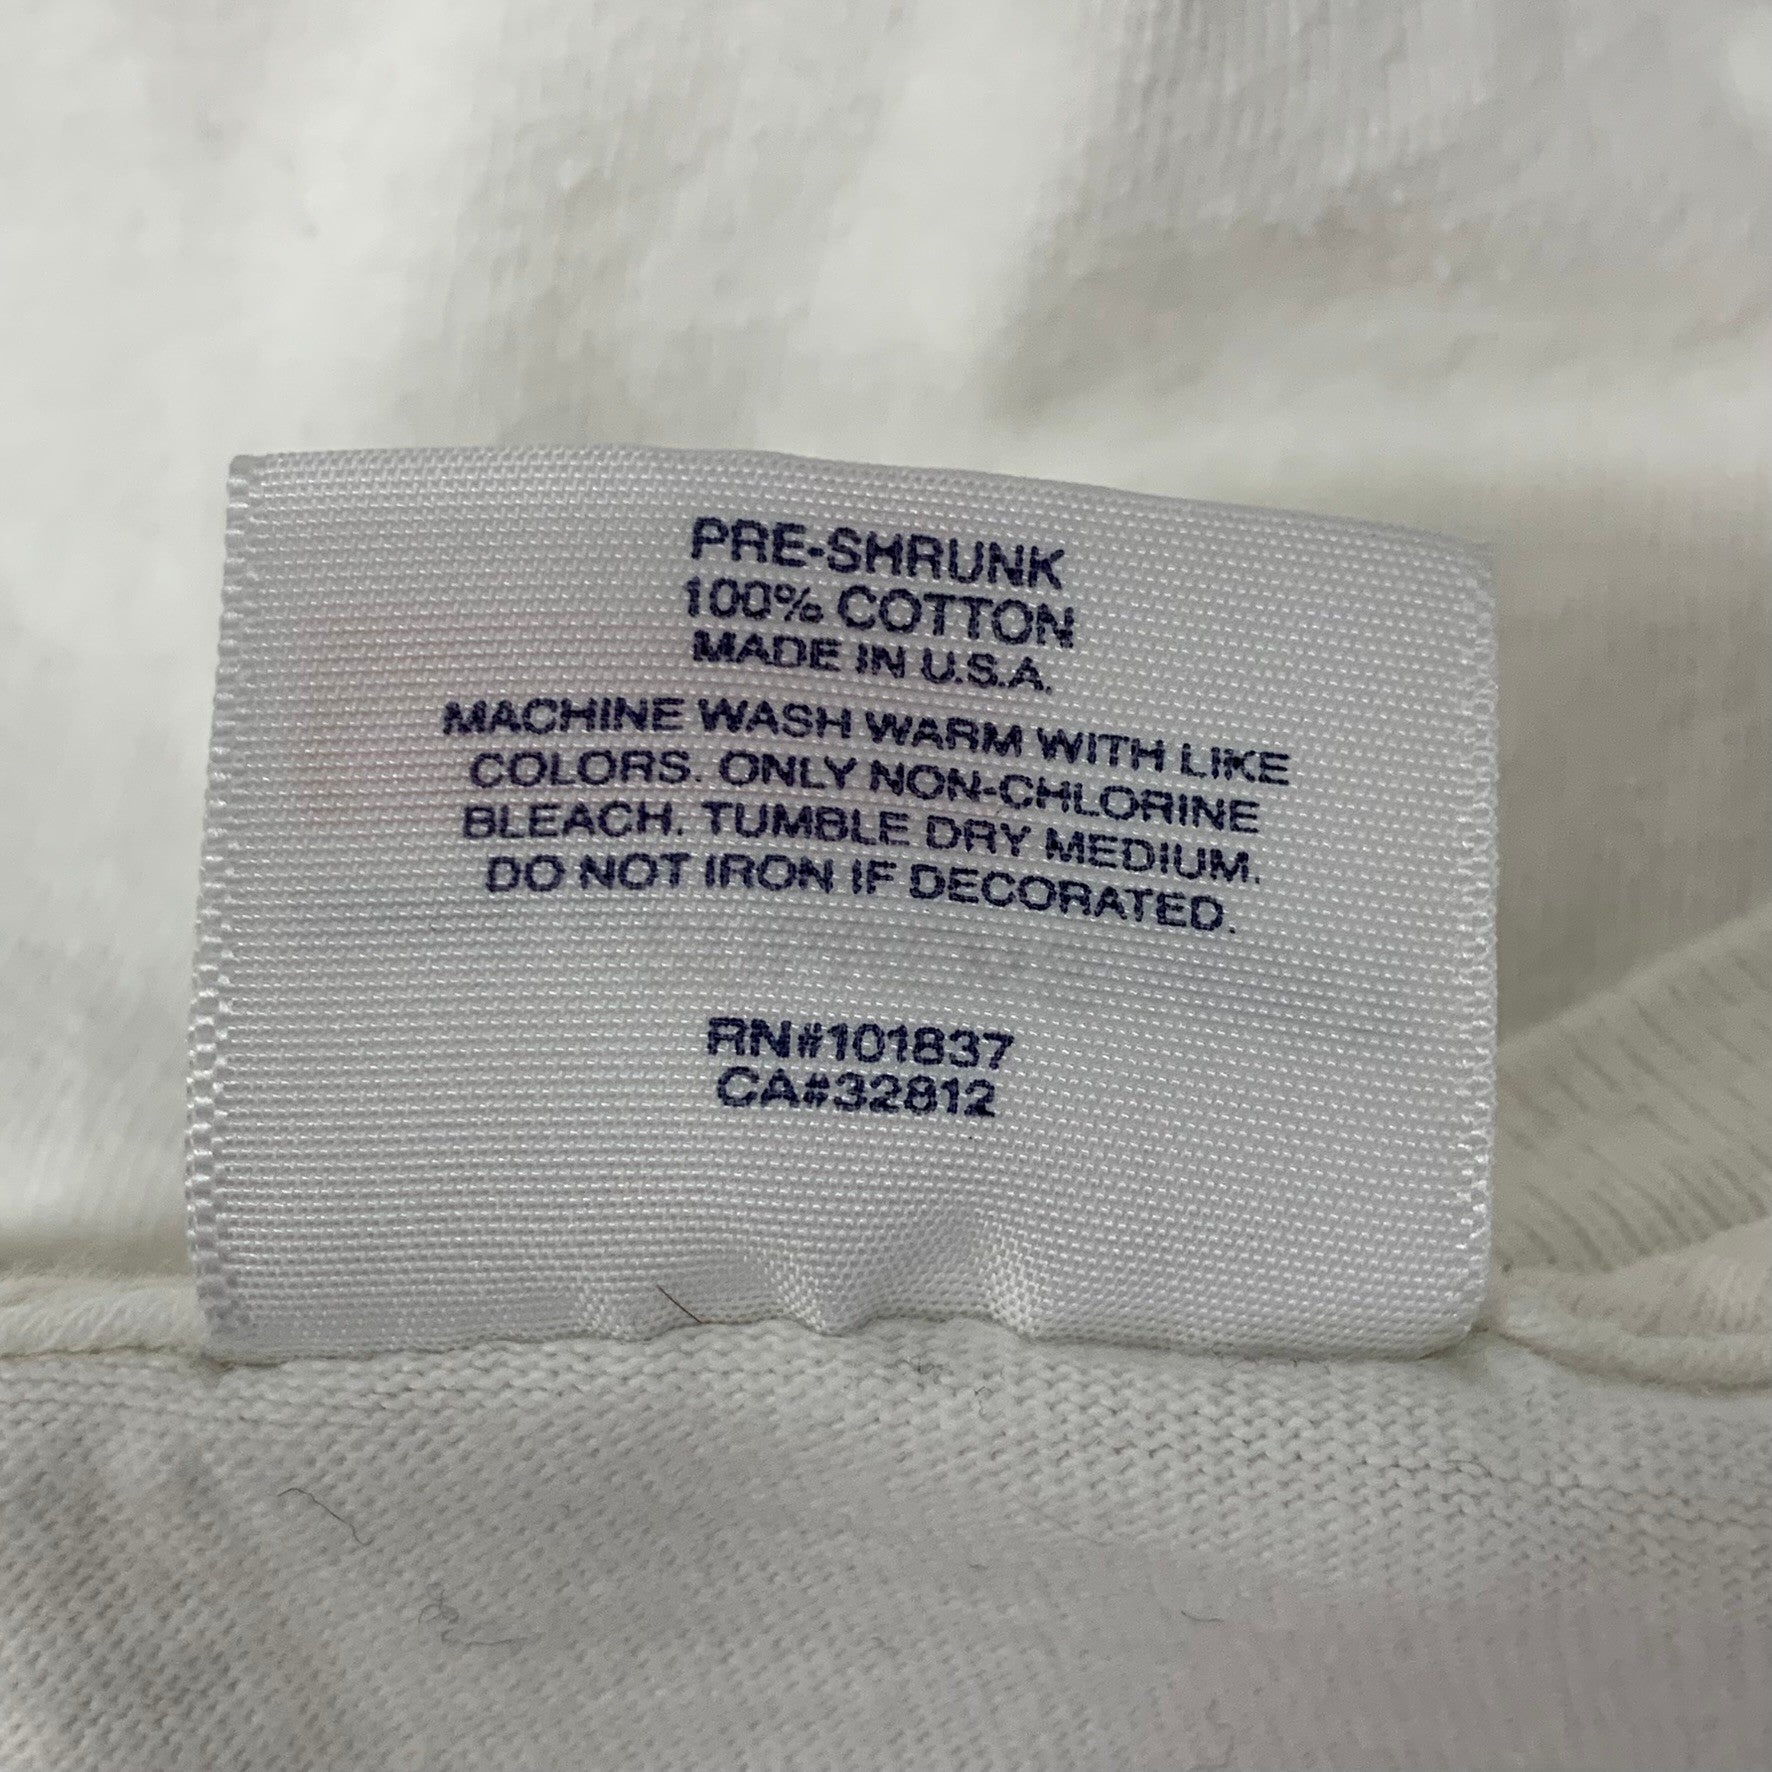 PRE-SHRUNK
100% COTTON
MADE IN U.S.A.
MACHINE WASH WARM WITH LIKE
COLORS. ONLY NON-CHLORINE
BLEACH. TUMBLE DRY MEDIUM.
DO NOT IRON IF DECORATED.
RN#101837
CA#32812